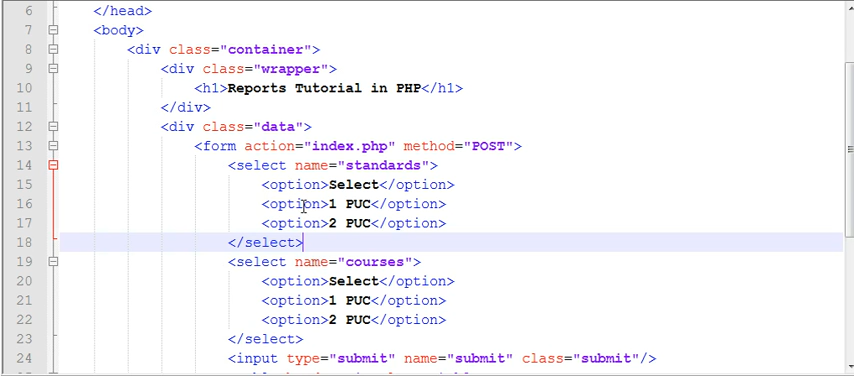 6 </head>
7 <body>
8 <div class="container">
9 <div class="wrapper">
10 <h1>Reports Tutorial in PHP</h1>
11 </div>
12 <div class="data">
13 <form action="index.php" method="POST">
14 <select name="standards">
15 <option>Select</option>
16 <option>1 PUC</option>
17 <option>2 PUC</option>
18 </select>
19 <select name="courses">
20 <option>Select</option>
21 <option>1 PUC</option>
22 <option>2 PUC</option>
23 </select>
24 <input type="submit" name="submit" class="submit"/>